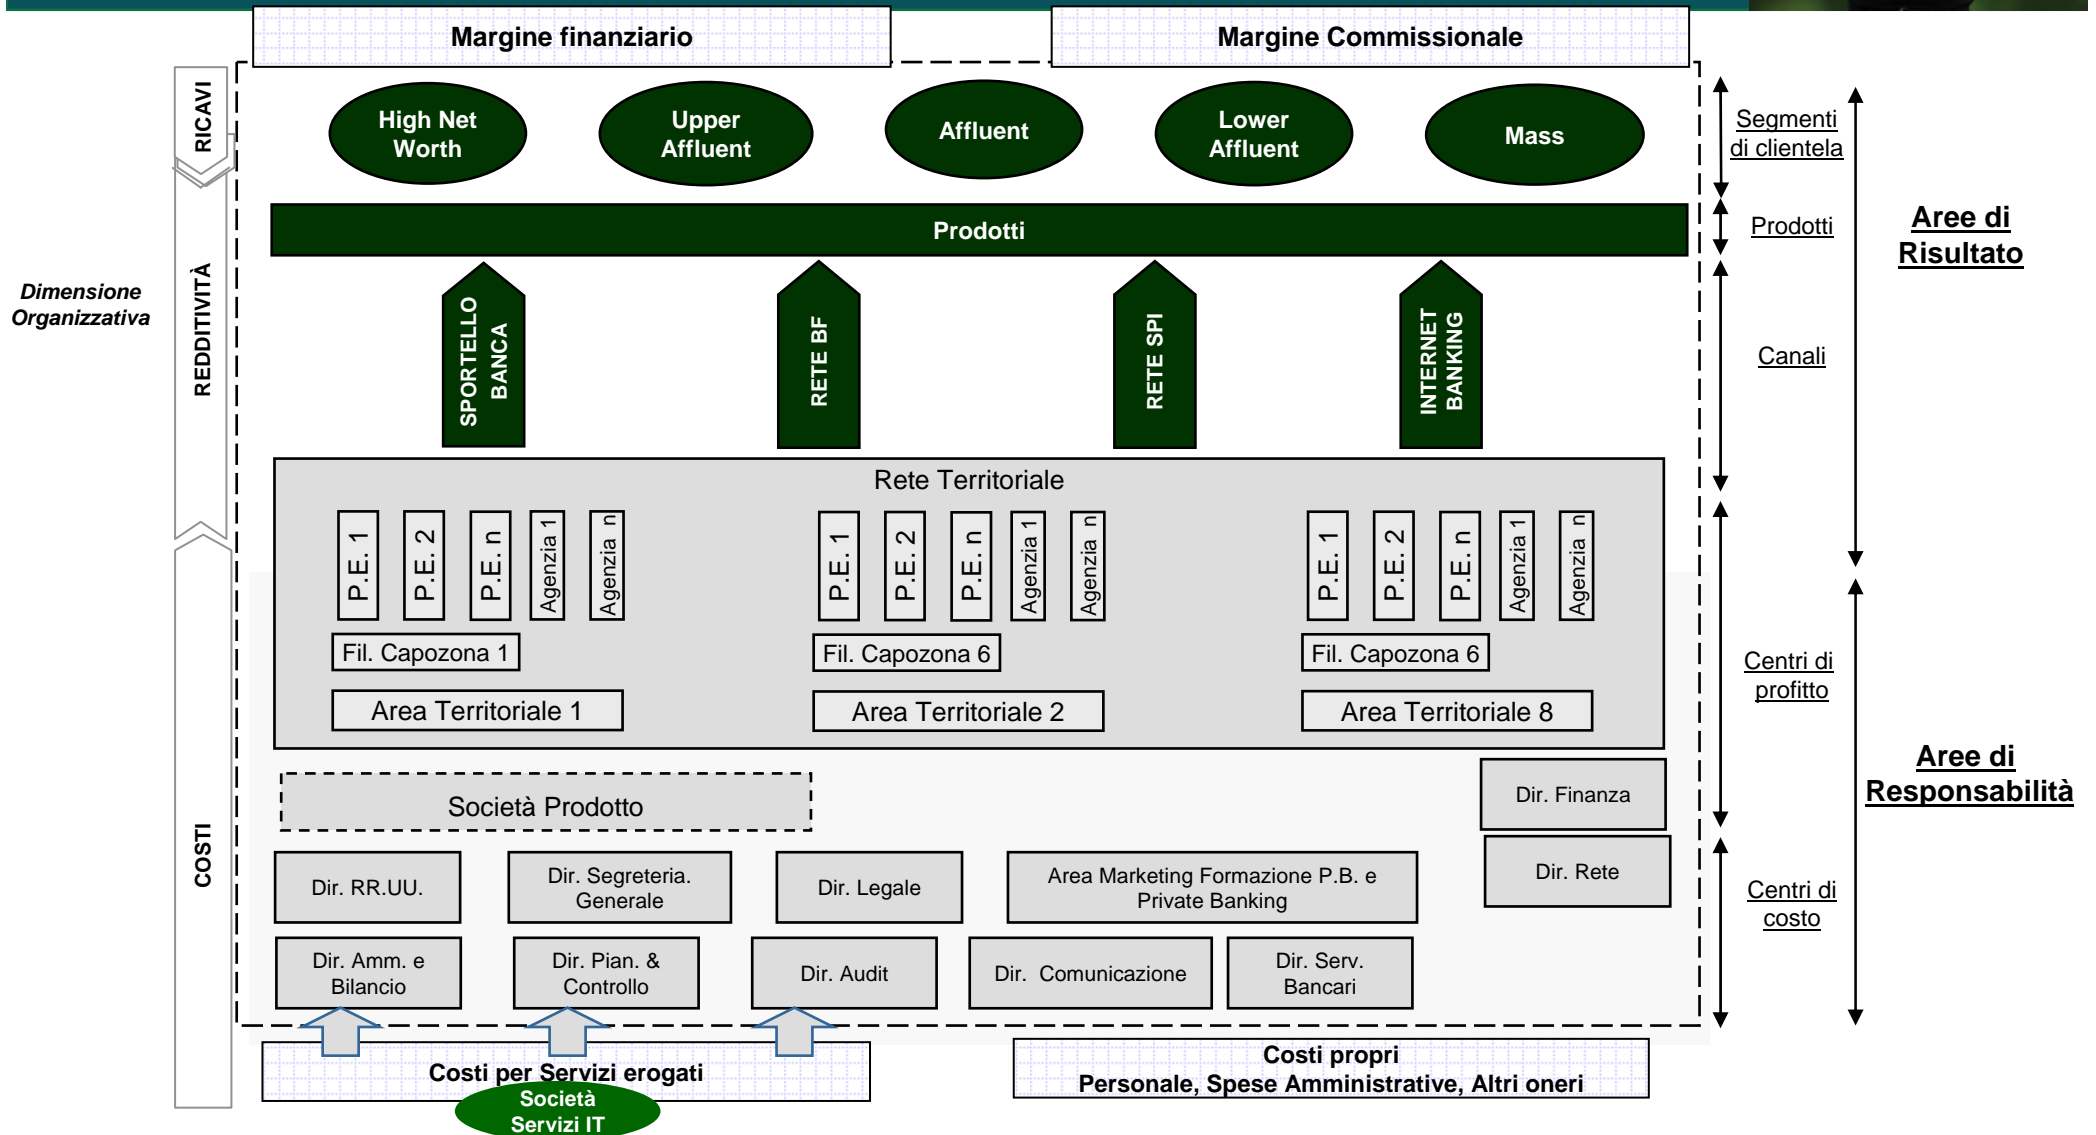 Margine finanziario
Margine Commissionale
RICAVI
High Net
Worth
Upper
Affluent
Affluent
Lower
Affluent
Mass
Segmenti
di clientela
Prodotti
Prodotti
Aree di
Risultato
Dimensione
Organizzativa
REDDITIVITÀ
SPORTELLO
BANCA
RETE BF
RETE SPI
INTERNET
BANKING
Canali
Rete Territoriale
P.E. 1
P.E. 2
P.E. n
Agenzia 1
Agenzia n
P.E. 1
P.E. 2
P.E. n
Agenzia 1
Agenzia n
P.E. 1
P.E. 2
P.E. n
Agenzia 1
Agenzia n
Fil. Capozona 1
Fil. Capozona 6
Fil. Capozona 6
Centri di
profitto
Area Territoriale 1
Area Territoriale 2
Area Territoriale 8
Aree di
Responsabilità
COSTI
Società Prodotto
Dir. Finanza
Dir. RR.UU.
Dir. Segreteria.
Generale
Dir. Legale
Area Marketing Formazione P.B. e
Private Banking
Dir. Rete
Centri di
costo
Dir. Amm. e
Bilancio
Dir. Pian. &
Controllo
Dir. Audit
Dir. Comunicazione
Dir. Serv.
Bancari
Costi per Servizi erogati
Società
Servizi IT
Costi propri
Personale, Spese Amministrative, Altri oneri